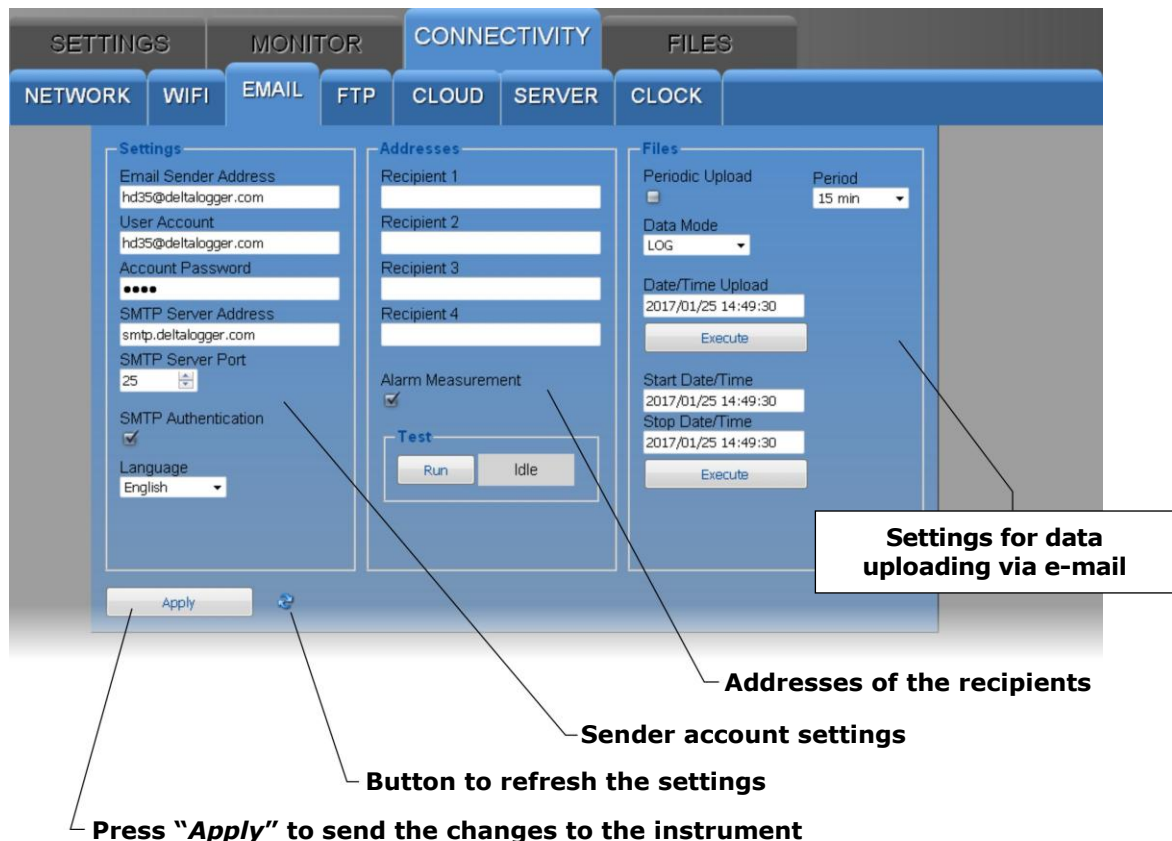 SETTINGS MONITOR CONNECTIVITY FILES
NETWORK WIFI EMAIL FTP CLOUD SERVER CLOCK
Settings
Email Sender Address
hd35@deltalogger.com
User Account
hd35@deltalogger.com
Account Password
••••
SMTP Server Address
smtp.deltalogger.com
SMTP Server Port
25
SMTP Authentication
Language
English
Addresses
Recipient 1
Recipient 2
Recipient 3
Recipient 4
Alarm Measurement
Test
Run Idle
Files
Periodic Upload Period
15 min
Data Mode
LOG
Date/Time Upload
2017/01/25 14:49:30
Execute
Start Date/Time
2017/01/25 14:49:30
Stop Date/Time
2017/01/25 14:49:30
Execute
Apply
Settings for data
uploading via e-mail
Addresses of the recipients
Sender account settings
Button to refresh the settings
Press “Apply” to send the changes to the instrument